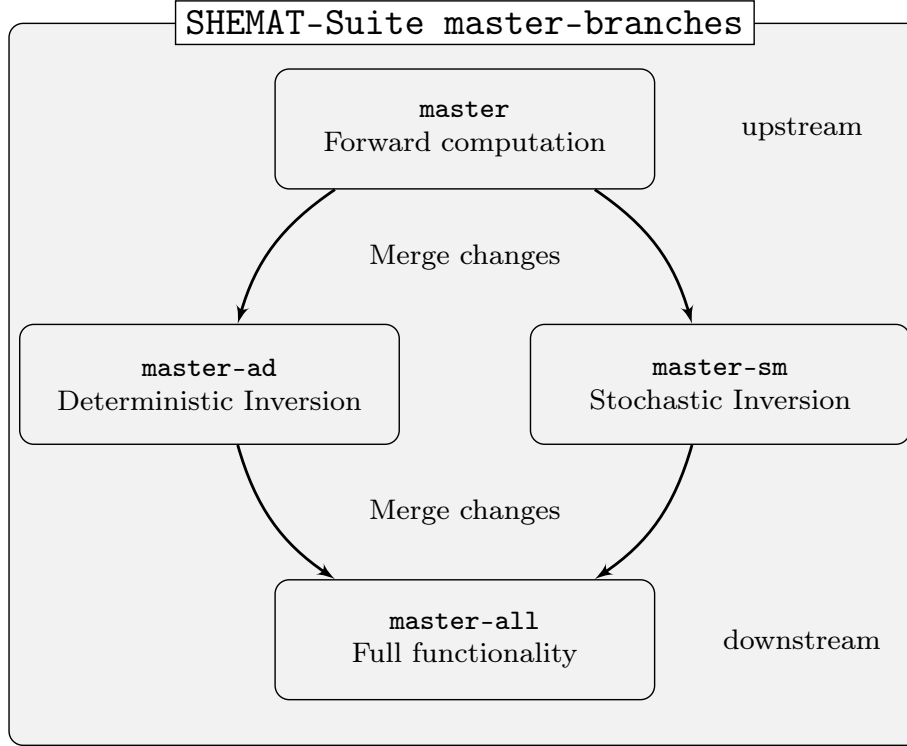 SHEMAT-Suite master-branches
master
Forward computation
upstream
Merge changes
master-ad
Deterministic Inversion
master-sm
Stochastic Inversion
Merge changes
master-all
Full functionality
downstream